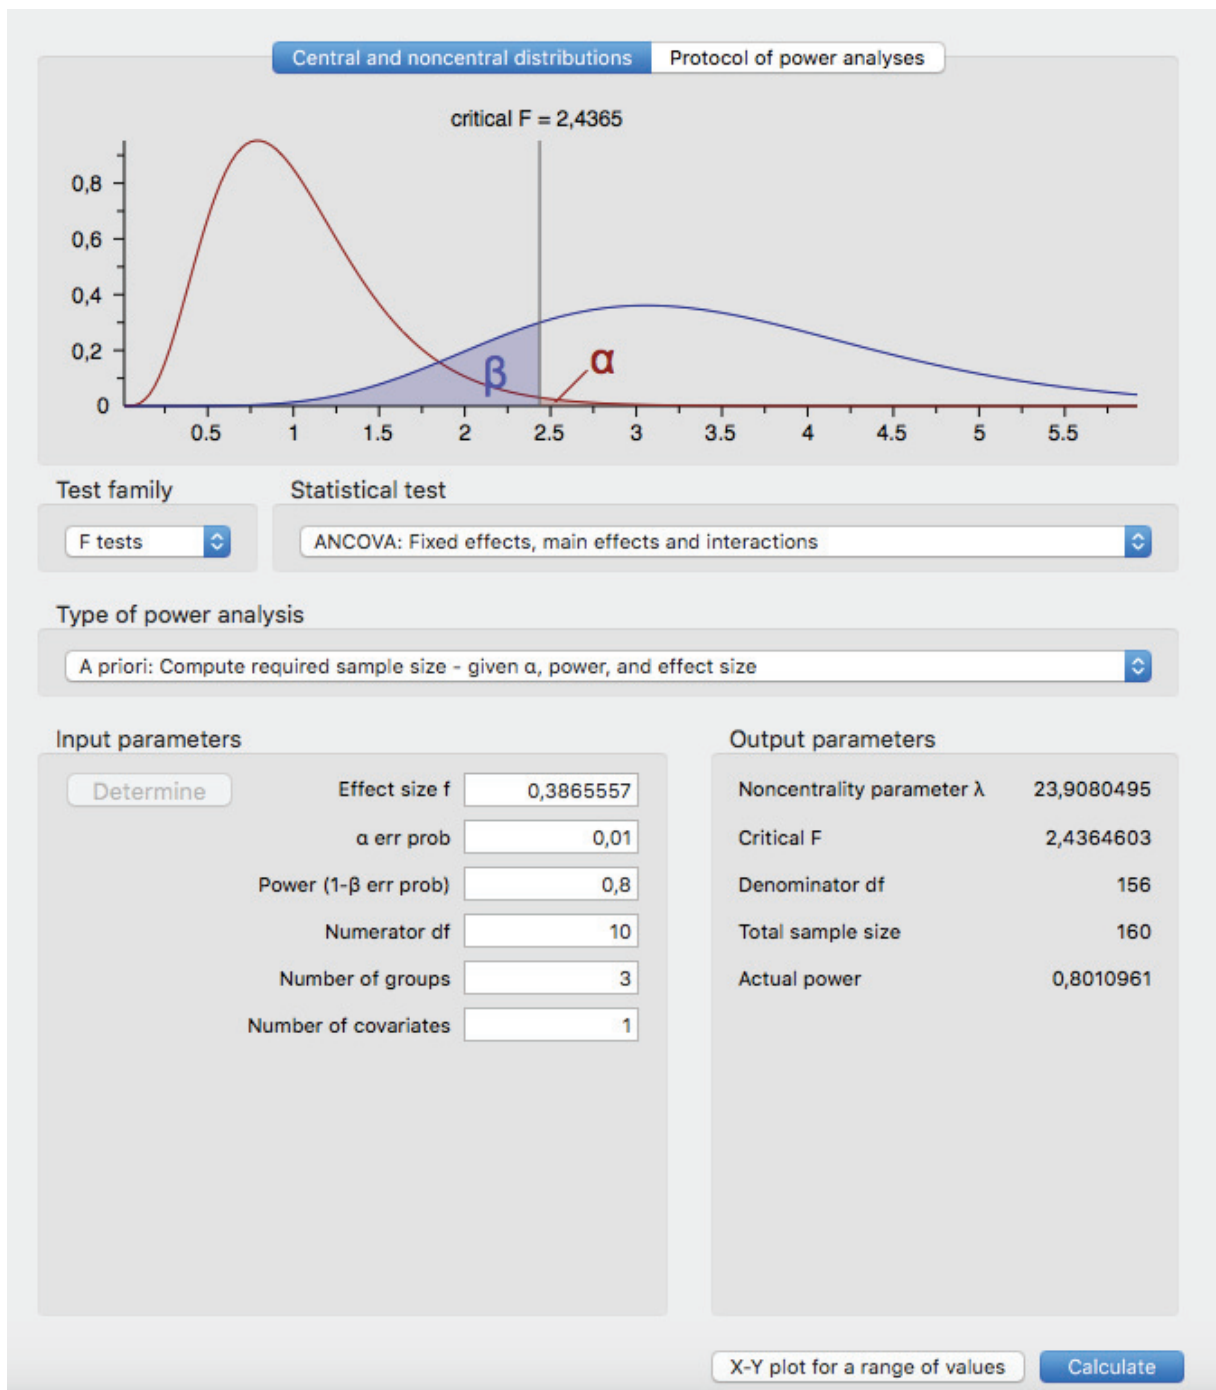 Central and noncentral distributions Protocol of power analyses
critical F = 2,4365
0,8
0,6
0,4
0,2
0
β
α
0.5 1 1.5 2 2.5 3 3.5 4 4.5 5 5.5
Test family Statistical test
F tests ANCOVA: Fixed effects, main effects and interactions
Type of power analysis
A priori: Compute required sample size - given α, power, and effect size
Input parameters Output parameters
Determine Effect size f 0,3865557 Noncentrality parameter λ 23,9080495
α err prob 0,01 Critical F 2,4364603
Power (1-β err prob) 0,8 Denominator df 156
Numerator df 10 Total sample size 160
Number of groups 3 Actual power 0,8010961
Number of covariates 1
X-Y plot for a range of values Calculate